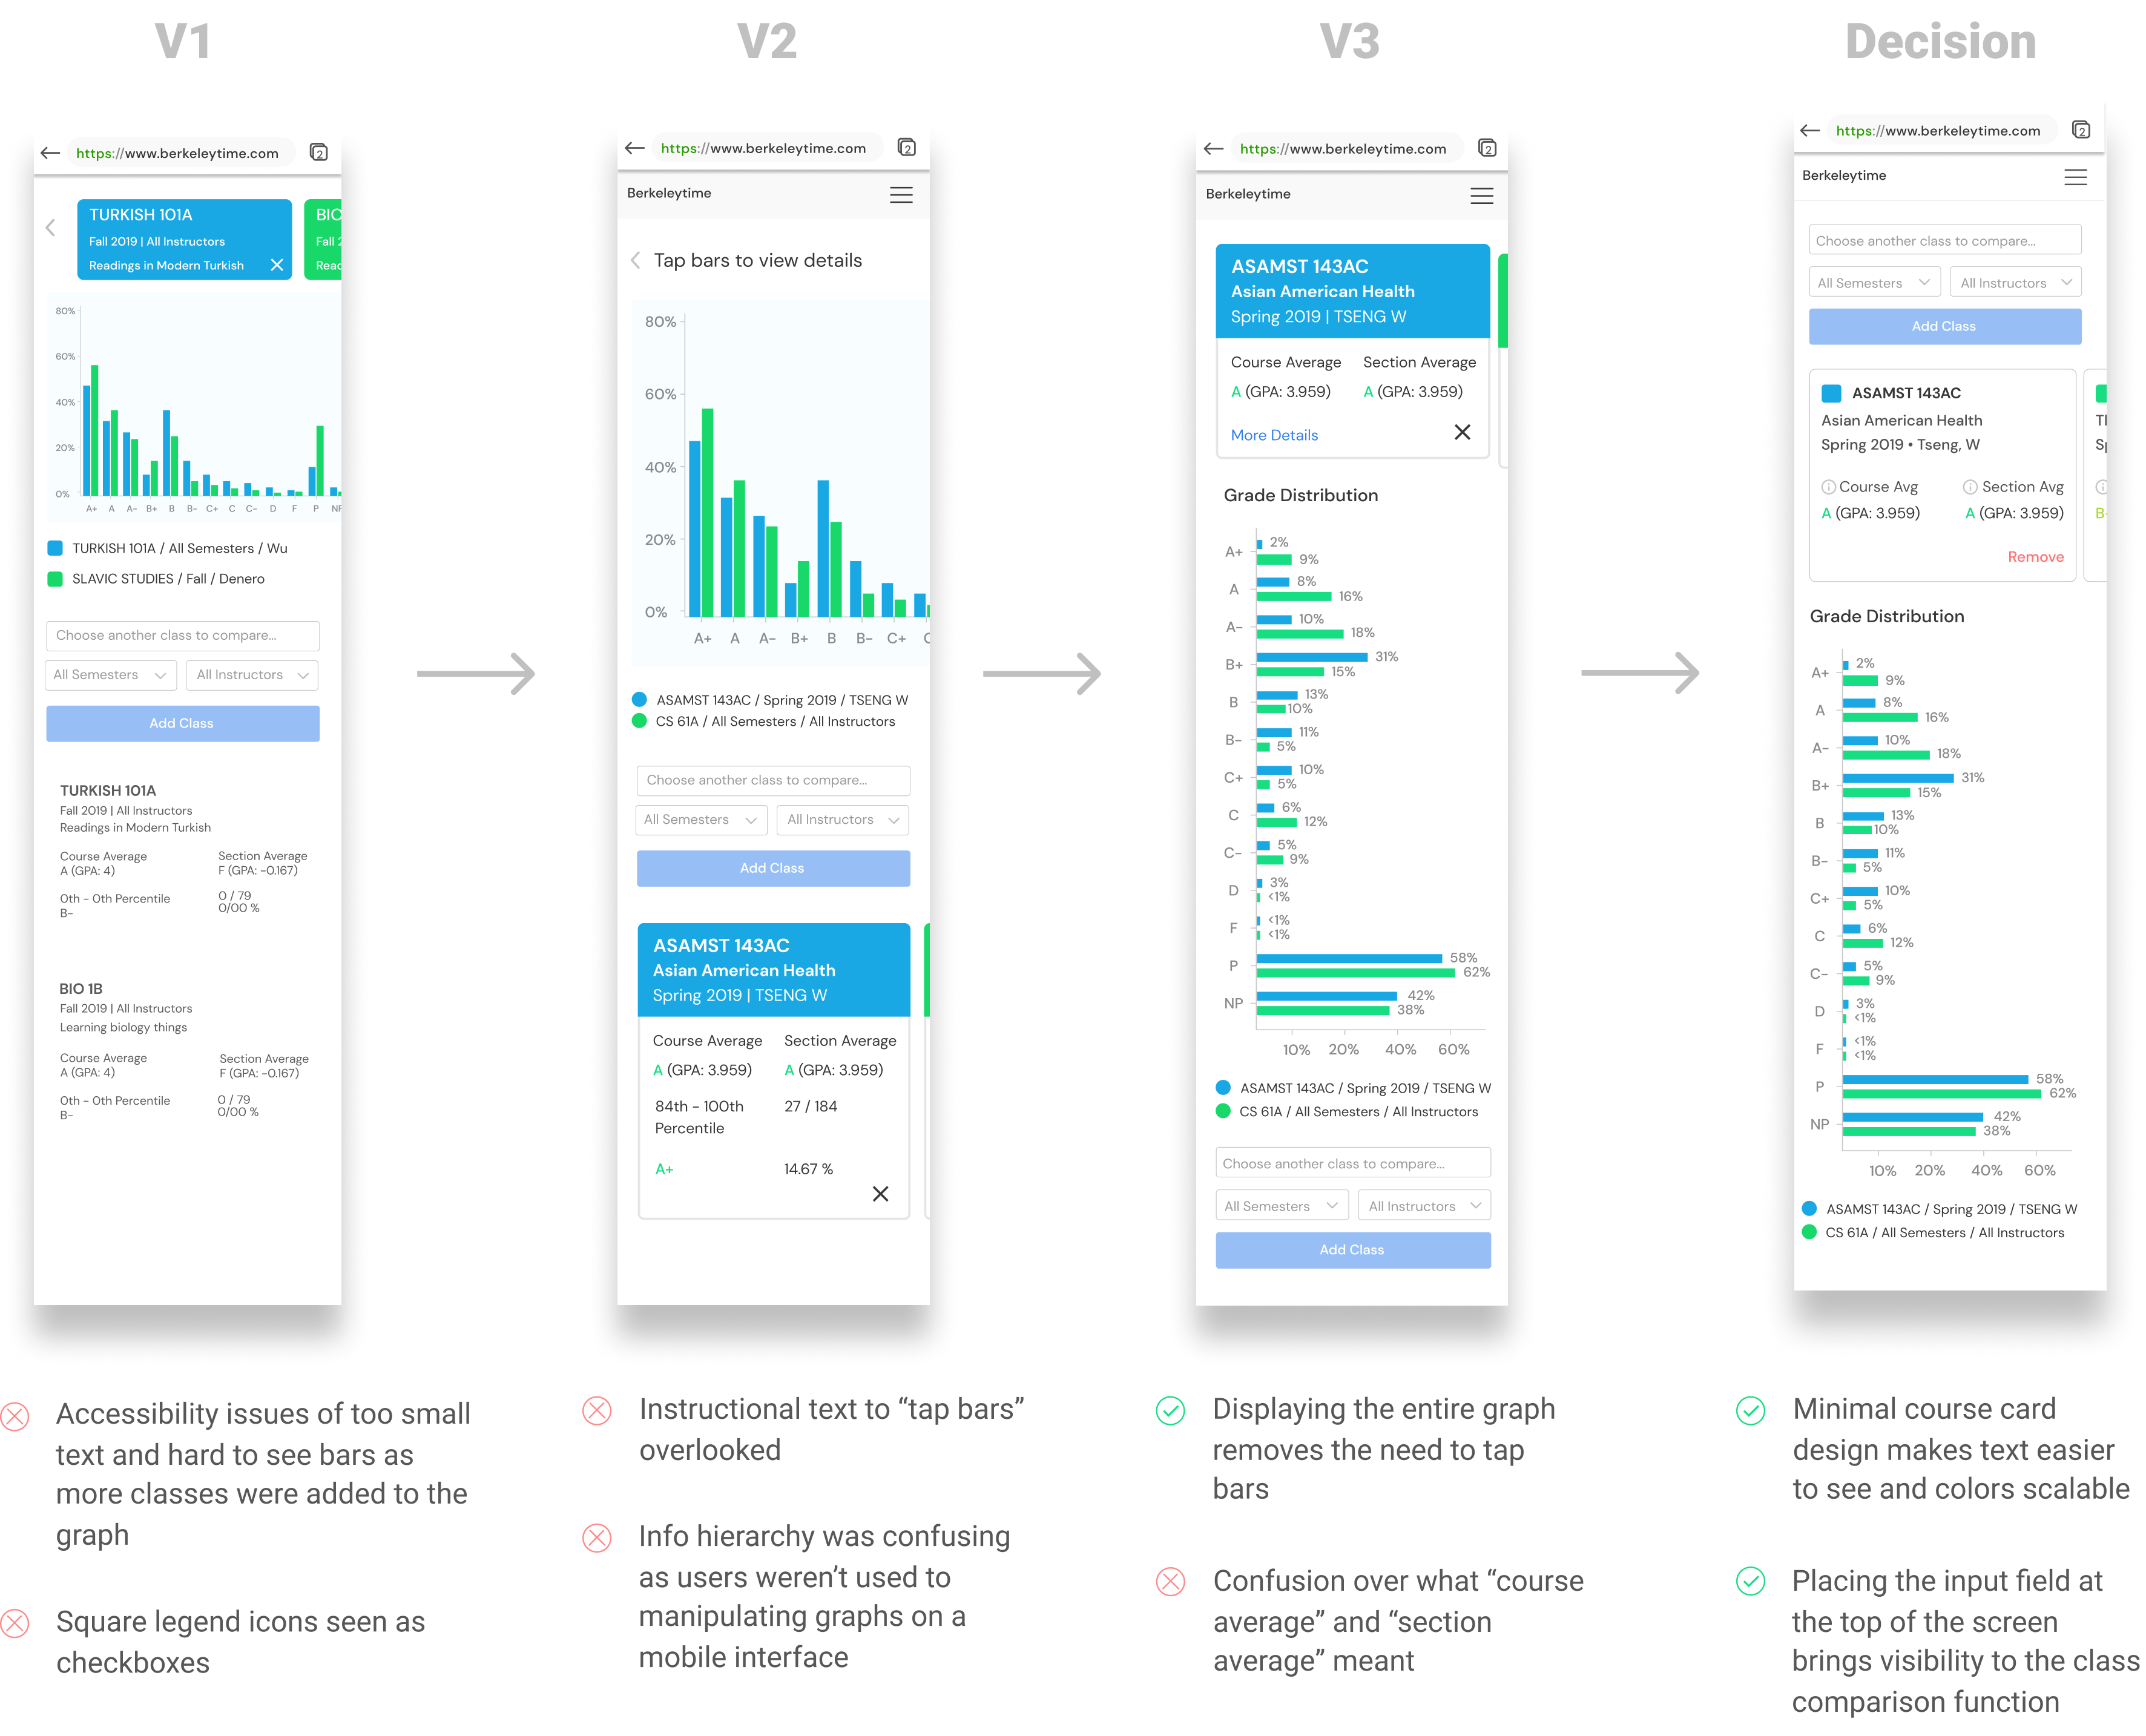 V1
https://www.berkeleytime.com
2
TURKISH 101A
Fall 2019 | All Instructors
Readings in Modern Turkish
BIO
Fall 2
Read
80%
60%
40%
20%
0%
A+ A A- B+ B B- C+ C C- D F P NF
TURKISH 101A / All Semesters / Wu
SLAVIC STUDIES / Fall / Denero
Choose another class to compare...
All Semesters
All Instructors
Add Class
TURKISH 101A
Fall 2019 | All Instructors
Readings in Modern Turkish
Course Average
A (GPA: 4)
Section Average
F (GPA: -0.167)
0th - 0th Percentile
B-
0 / 79
0/00 %
BIO 1B
Fall 2019 | All Instructors
Learning biology things
Course Average
A (GPA: 4)
Section Average
F (GPA: -0.167)
0th - 0th Percentile
B-
0 / 79
0/00 %
Accessibility issues of too small
text and hard to see bars as
more classes were added to the
graph
Square legend icons seen as
checkboxes
V2
https://www.berkeleytime.com
2
Berkeleytime
Tap bars to view details
80%
60%
40%
20%
0%
A+ A A- B+ B B- C+ C
ASAMST 143AC / Spring 2019 / TSENG W
CS 61A / All Semesters / All Instructors
Choose another class to compare...
All Semesters
All Instructors
Add Class
ASAMST 143AC
Asian American Health
Spring 2019 | TSENG W
Course Average
A (GPA: 3.959)
Section Average
A (GPA: 3.959)
84th - 100th
Percentile
27 / 184
A+
14.67 %
Instructional text to “tap bars”
overlooked
Info hierarchy was confusing
as users weren’t used to
manipulating graphs on a
mobile interface
V3
https://www.berkeleytime.com
2
Berkeleytime
ASAMST 143AC
Asian American Health
Spring 2019 | TSENG W
Course Average
A (GPA: 3.959)
Section Average
A (GPA: 3.959)
More Details
Grade Distribution
A+ 2%
9%
A 8%
16%
A- 10%
18%
B+ 31%
15%
B 13%
10%
B- 11%
5%
C+ 10%
5%
C 6%
12%
C- 5%
9%
D 3%
<1%
F <1%
<1%
P 58%
62%
NP 42%
38%
10% 20% 40% 60%
ASAMST 143AC / Spring 2019 / TSENG W
CS 61A / All Semesters / All Instructors
Choose another class to compare...
All Semesters
All Instructors
Add Class
Displaying the entire graph
removes the need to tap
bars
Confusion over what “course
average” and “section
average” meant
Decision
https://www.berkeleytime.com
2
Berkeleytime
Choose another class to compare...
All Semesters
All Instructors
Add Class
ASAMST 143AC
Asian American Health
Spring 2019 • Tseng, W
Course Avg
A (GPA: 3.959)
Section Avg
A (GPA: 3.959)
Remove
B-
Grade Distribution
A+ 2%
9%
A 8%
16%
A- 10%
18%
B+ 31%
15%
B 13%
10%
B- 11%
5%
C+ 10%
5%
C 6%
12%
C- 5%
9%
D 3%
<1%
F <1%
<1%
P 58%
62%
NP 42%
38%
10% 20% 40% 60%
ASAMST 143AC / Spring 2019 / TSENG W
CS 61A / All Semesters / All Instructors
Minimal course card
design makes text easier
to see and colors scalable
Placing the input field at
the top of the screen
brings visibility to the class
comparison function